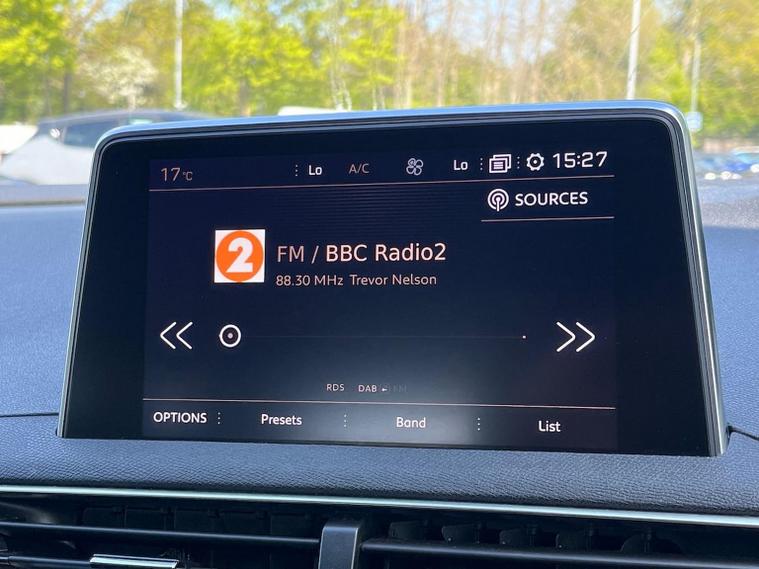 17°C Lo A/C Lo 15:27
SOURCES
2 FM / BBC Radio2
88.30 MHz Trevor Nelson
RDS DAB FM
OPTIONS Presets Band List